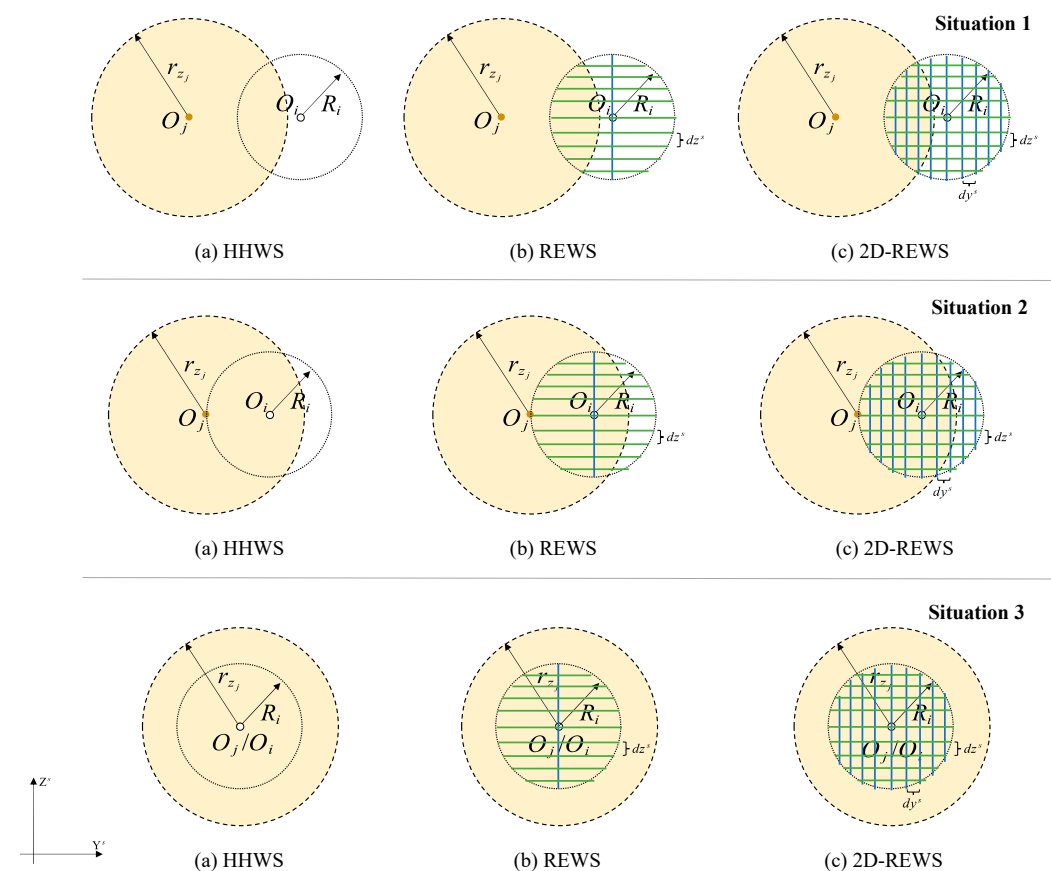 Situation 1
r_{z_j} O_j O_i R_i
r_{z_j} O_j O_i R_i dz^s
r_{z_j} O_j O_i R_i dz^s dy^s
(a) HHWS (b) REWS (c) 2D-REWS
Situation 2
r_{z_j} O_j O_i R_i
r_{z_j} O_j O_i R_i dz^s
r_{z_j} O_j O_i R_i dz^s dy^s
(a) HHWS (b) REWS (c) 2D-REWS
Situation 3
r_{z_j} R_i O_j/O_i
r_{z_j} R_i O_j/O_i dz^s
r_{z_j} R_i O_j/O_i dz^s dy^s
Z^s
Y^s
(a) HHWS (b) REWS (c) 2D-REWS